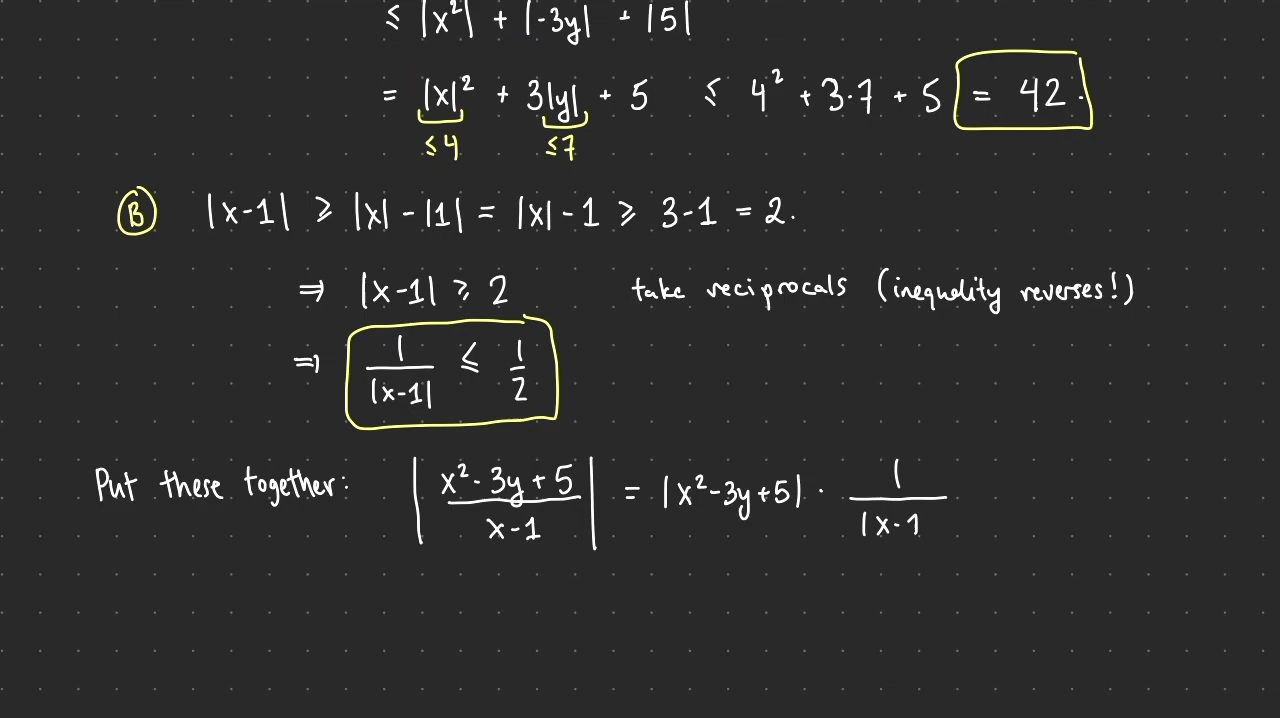 ≤ |x²| + |-3y| + |5|
= |x|² + 3|y| + 5 ≤ 4² + 3·7 + 5 = 42.
≤4 ≤7
B |x-1| ≥ |x| - |1| = |x| - 1 ≥ 3-1 = 2.
⇒ |x-1| ≥ 2 take reciprocals (inequality reverses!)
⇒ 1/|x-1| ≤ 1/2
Put these together: |(x²-3y+5)/(x-1)| = |x²-3y+5| · 1/|x-1